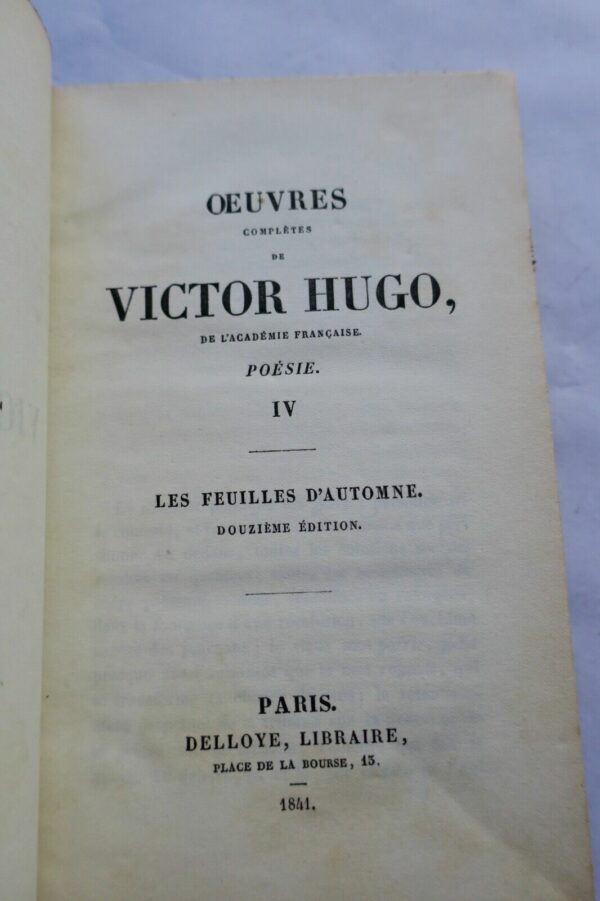 OEUVRES
COMPLÈTES
DE
VICTOR HUGO,
DE L'ACADÉMIE FRANÇAISE.
POÉSIE.
IV
LES FEUILLES D'AUTOMNE.
DOUZIÈME ÉDITION.
PARIS.
DELLOYE, LIBRAIRE,
PLACE DE LA BOURSE, 13.
1841.